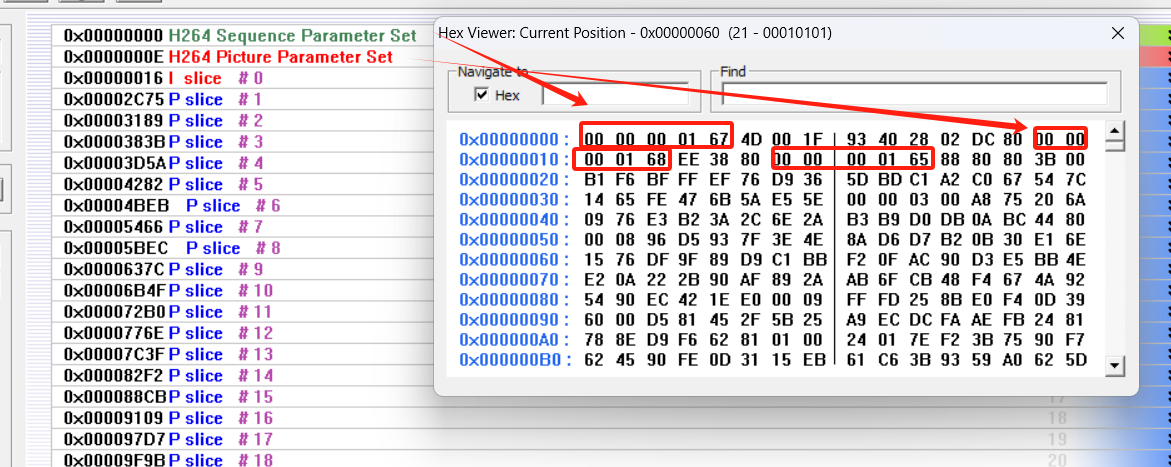 Hex Viewer: Current Position - 0x00000060 (21 - 00010101)
Navigate to
Hex
Find
0x00000000 : 00 00 00 01 67 4D 00 1F 93 40 28 02 DC 80 00 00
0x00000010 : 00 01 68 EE 38 80 00 00 00 01 65 88 80 80 3B 00
0x00000020 : B1 F6 BF FF EF 76 D9 36 5D BD C1 A2 C0 67 54 7C
0x00000030 : 14 65 FE 47 6B 5A E5 5E 00 00 03 00 A8 75 20 6A
0x00000040 : 09 76 E3 B2 3A 2C 6E 2A B3 B9 D0 DB 0A BC 44 80
0x00000050 : 00 08 96 D5 93 7F 3E 4E 8A D6 D7 B2 0B 30 E1 6E
0x00000060 : 15 76 DF 9F 89 D9 C1 BB F2 0F AC 90 D3 E5 BB 4E
0x00000070 : E2 0A 22 2B 90 AF 89 2A AB 6F CB 48 F4 67 4A 92
0x00000080 : 54 90 EC 42 1E E0 00 09 FF FD 25 8B E0 F4 0D 39
0x00000090 : 60 00 D5 81 45 2F 5B 25 A9 EC DC FA AE FB 24 81
0x000000A0 : 78 8E D9 F6 62 81 01 00 24 01 7E F2 3B 75 90 F7
0x000000B0 : 62 45 90 FE 0D 31 15 EB 61 C6 3B 93 59 A0 62 5D
0x00000000 H264 Sequence Parameter Set
0x0000000E H264 Picture Parameter Set
0x00000016 I slice # 0
0x00002C75 P slice # 1
0x00003189 P slice # 2
0x0000383B P slice # 3
0x00003D5A P slice # 4
0x00004282 P slice # 5
0x00004BEB P slice # 6
0x00005466 P slice # 7
0x00005BEC P slice # 8
0x0000637C P slice # 9
0x00006B4F P slice # 10
0x000072B0 P slice # 11
0x0000776E P slice # 12
0x00007C3F P slice # 13
0x000082F2 P slice # 14
0x000088CB P slice # 15
0x00009109 P slice # 16 18
0x000097D7 P slice # 17 19
0x00009F9B P slice # 18 20